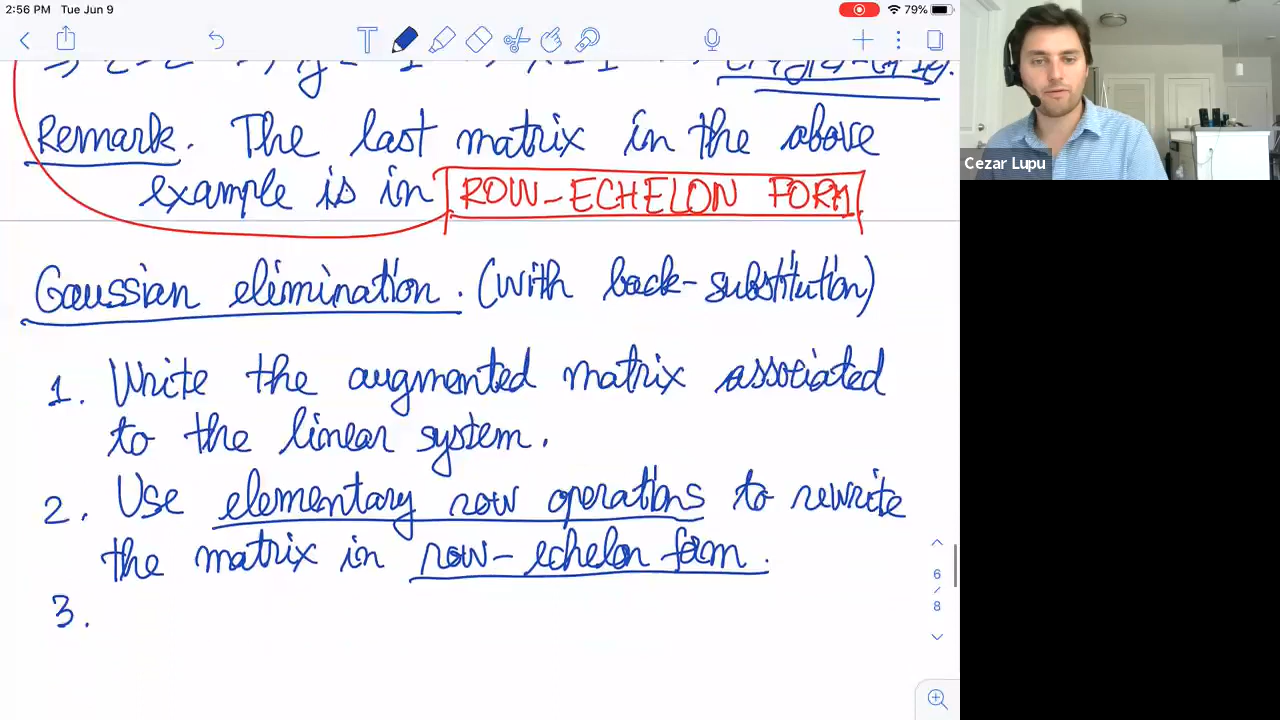 2:56 PM Tue Jun 9
79%
Remark. The last matrix in the above
example is in ROW-ECHELON FORM
Gaussian elimination. (with back-substitution)
1. Write the augmented matrix associated
to the linear system.
2. Use elementary row operations to rewrite
the matrix in row-echelon form.
3.
6
/
8
Cezar Lupu